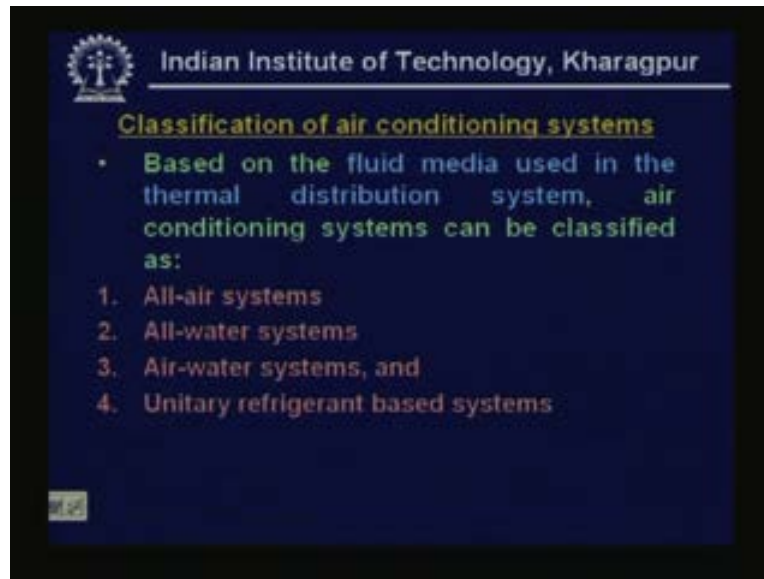 Indian Institute of Technology, Kharagpur
Classification of air conditioning systems
• Based on the fluid media used in the
thermal distribution system, air
conditioning systems can be classified
as:
1. All-air systems
2. All-water systems
3. Air-water systems, and
4. Unitary refrigerant based systems